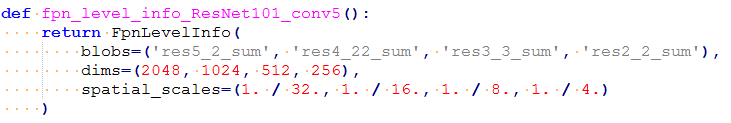 def fpn_level_info_ResNet101_conv5():
    return FpnLevelInfo(
        blobs=('res5_2_sum', 'res4_22_sum', 'res3_3_sum', 'res2_2_sum'),
        dims=(2048, 1024, 512, 256),
        spatial_scales=(1. / 32., 1. / 16., 1. / 8., 1. / 4.)
    )